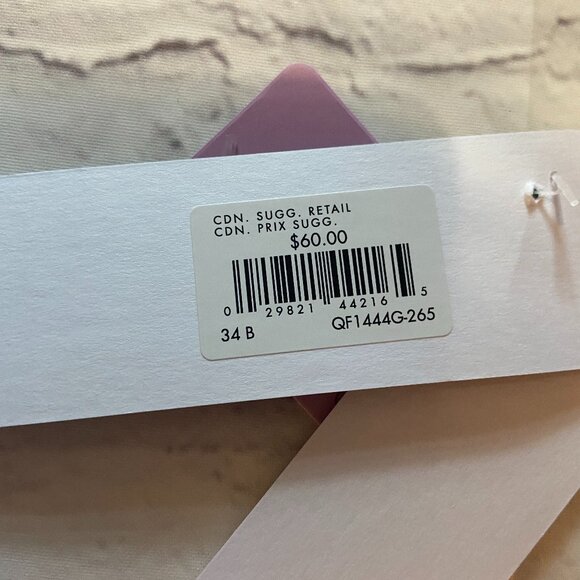 CDN. SUGG. RETAIL
CDN. PRIX SUGG.
$60.00
0 29821 44216 5
34 B QF1444G-265